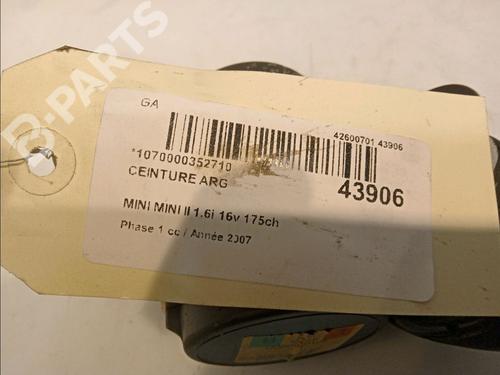 B-PARTS
GA
42600701 43906
*1070000352710
CEINTURE ARG
43906
MINI MINI II 1.6i 16v 175ch
Phase 1 cc / Année 2007